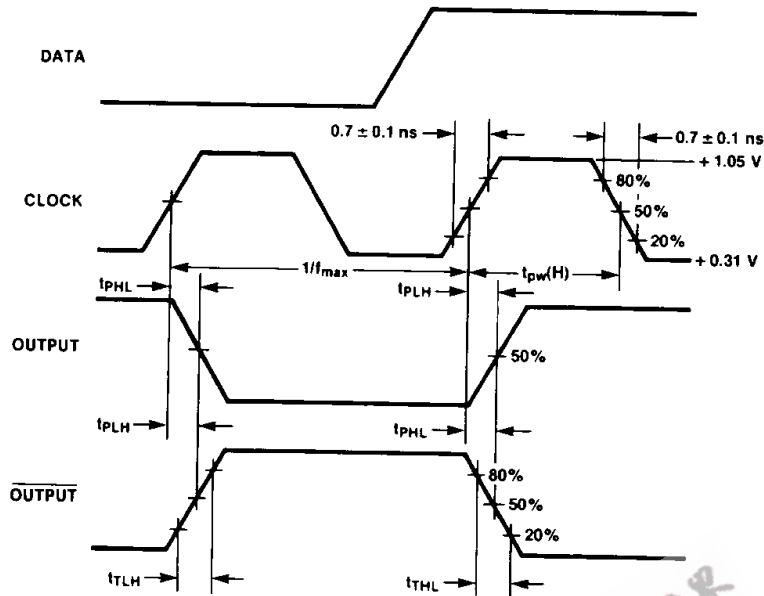 DATA
0.7 ± 0.1 ns
0.7 ± 0.1 ns
+ 1.05 V
CLOCK
80%
50%
20%
+ 0.31 V
1/fmax
tpw(H)
tPHL
tPLH
OUTPUT
50%
tPLH
tPHL
OUTPUT
80%
50%
20%
tTLH
tTHL